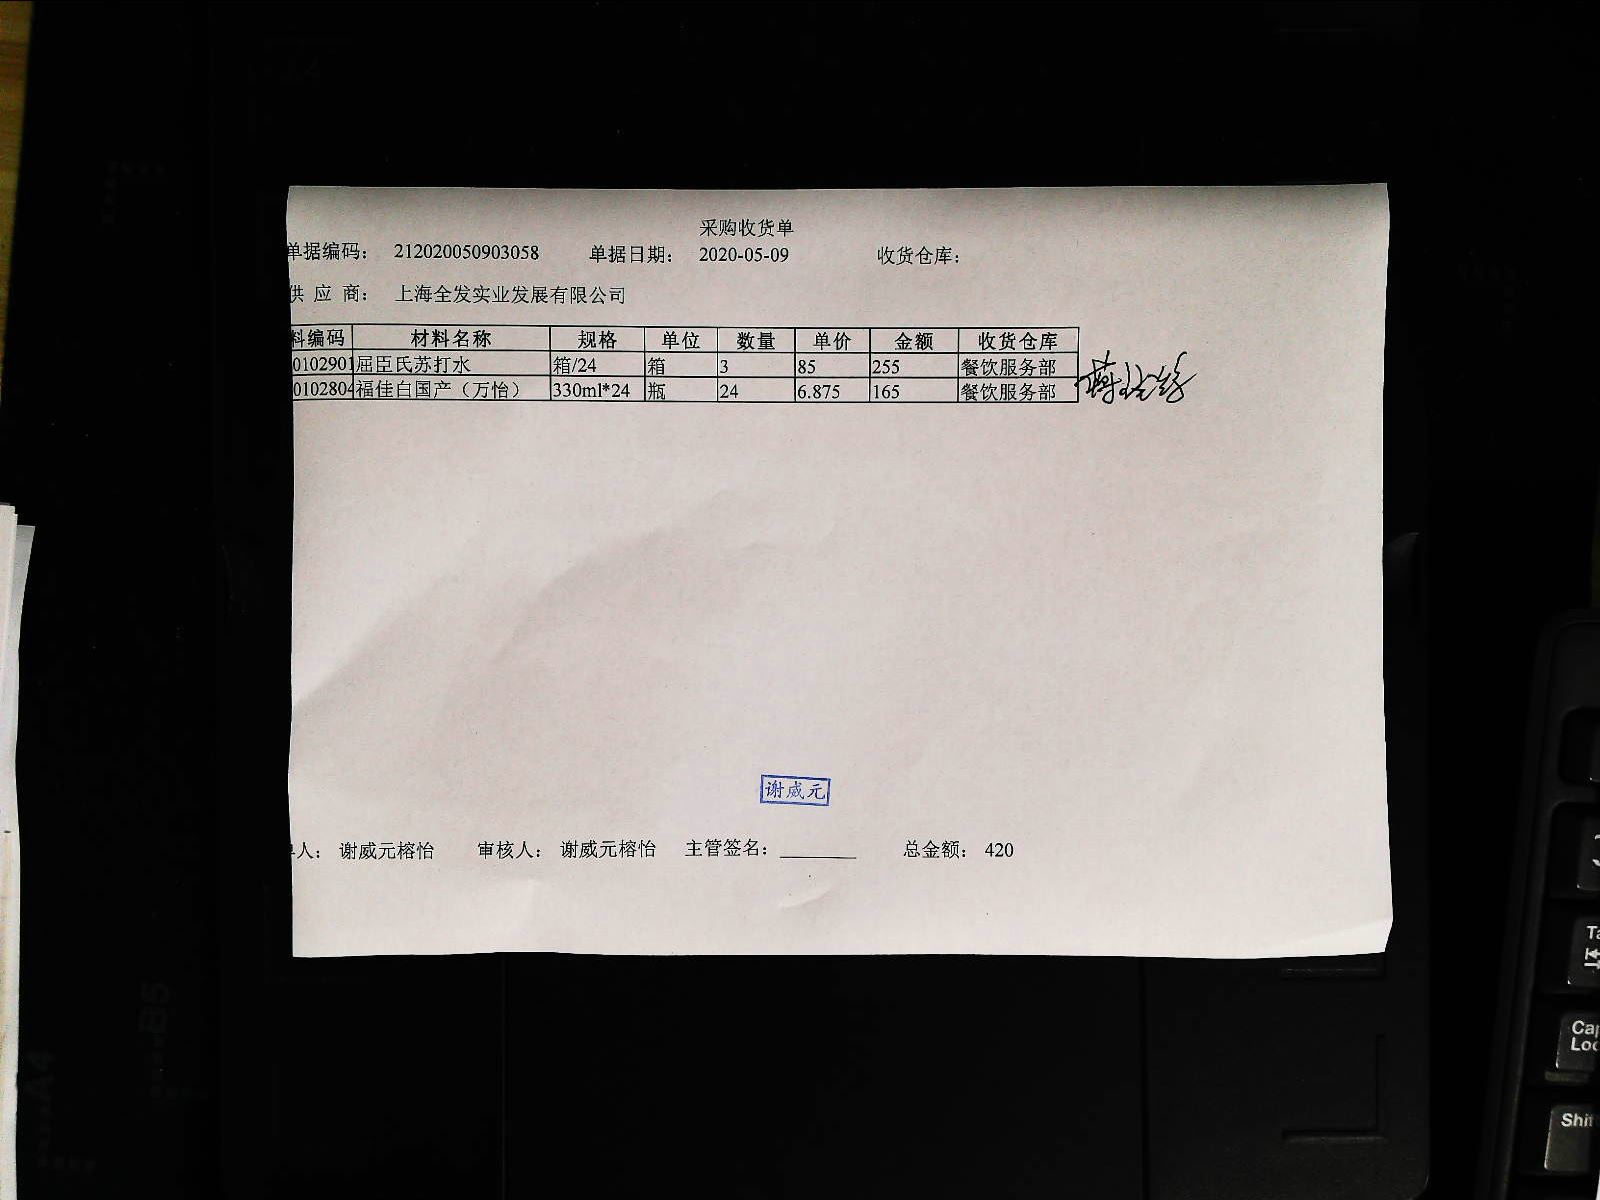 采购收货单
单据编码： 212020050903058 单据日期： 2020-05-09 收货仓库：
供 应 商： 上海全发实业发展有限公司
料编码 材料名称 规格 单位 数量 单价 金额 收货仓库
0102901 屈臣氏苏打水 箱/24 箱 3 85 255 餐饮服务部
0102804 福佳白国产（万怡） 330ml*24 瓶 24 6.875 165 餐饮服务部
谢威元
人： 谢威元榕怡 审核人： 谢威元榕怡 主管签名： 总金额： 420
A4
B5
Cap
Loc
Shift